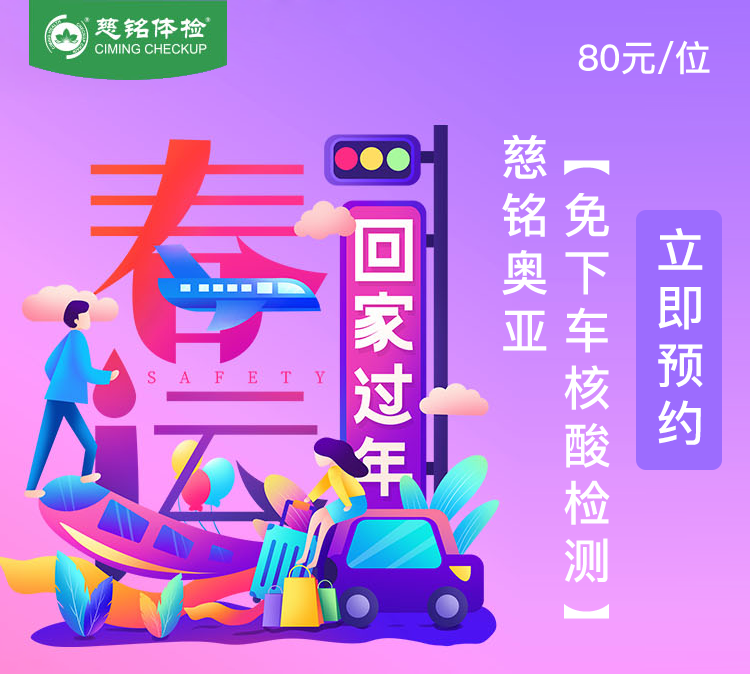 慈铭体检®
CIMING CHECKUP
80元/位
春运
SAFETY
回家过年
慈铭奥亚
【免下车核酸检测】
立即预约